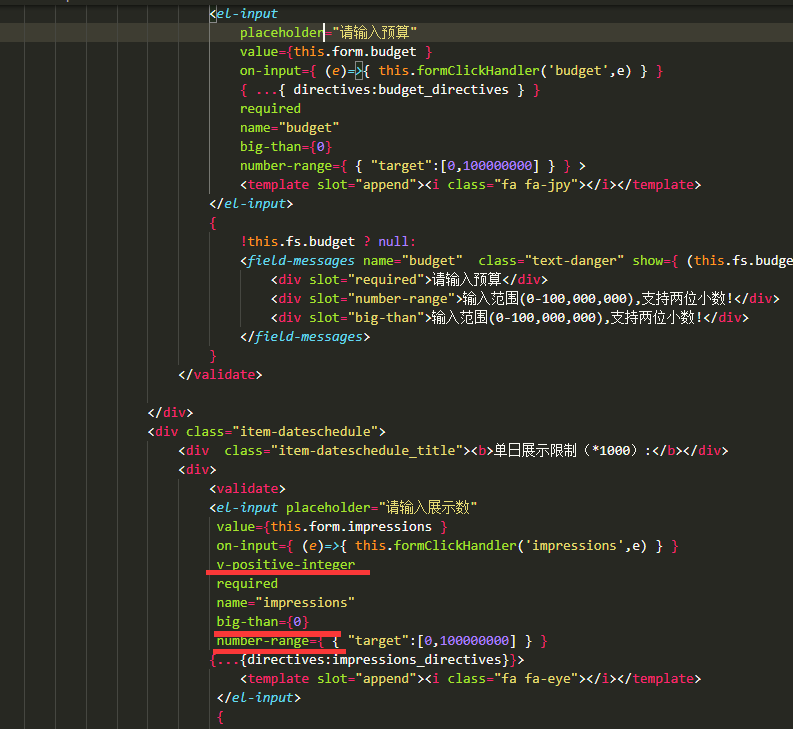 <el-input
placeholder="请输入预算"
value={this.form.budget }
on-input={ (e)=>{ this.formClickHandler('budget',e) } }
{ ...{ directives:budget_directives } }
required
name="budget"
big-than={0}
number-range={ { "target":[0,100000000] } } >
<template slot="append"><i class="fa fa-jpy"></i></template>
</el-input>
{
!this.fs.budget ? null:
<field-messages name="budget"  class="text-danger" show={ (this.fs.budge
<div slot="required">请输入预算</div>
<div slot="number-range">输入范围(0-100,000,000),支持两位小数!</div>
<div slot="big-than">输入范围(0-100,000,000),支持两位小数!</div>
</field-messages>
}
</validate>
</div>
<div class="item-dateschedule">
<div  class="item-dateschedule_title"><b>单日展示限制（*1000）:</b></div>
<div>
<validate>
<el-input placeholder="请输入展示数"
value={this.form.impressions }
on-input={ (e)=>{ this.formClickHandler('impressions',e) } }
v-positive-integer
required
name="impressions"
big-than={0}
number-range={ { "target":[0,100000000] } }
{...{directives:impressions_directives}}>
<template slot="append"><i class="fa fa-eye"></i></template>
</el-input>
{